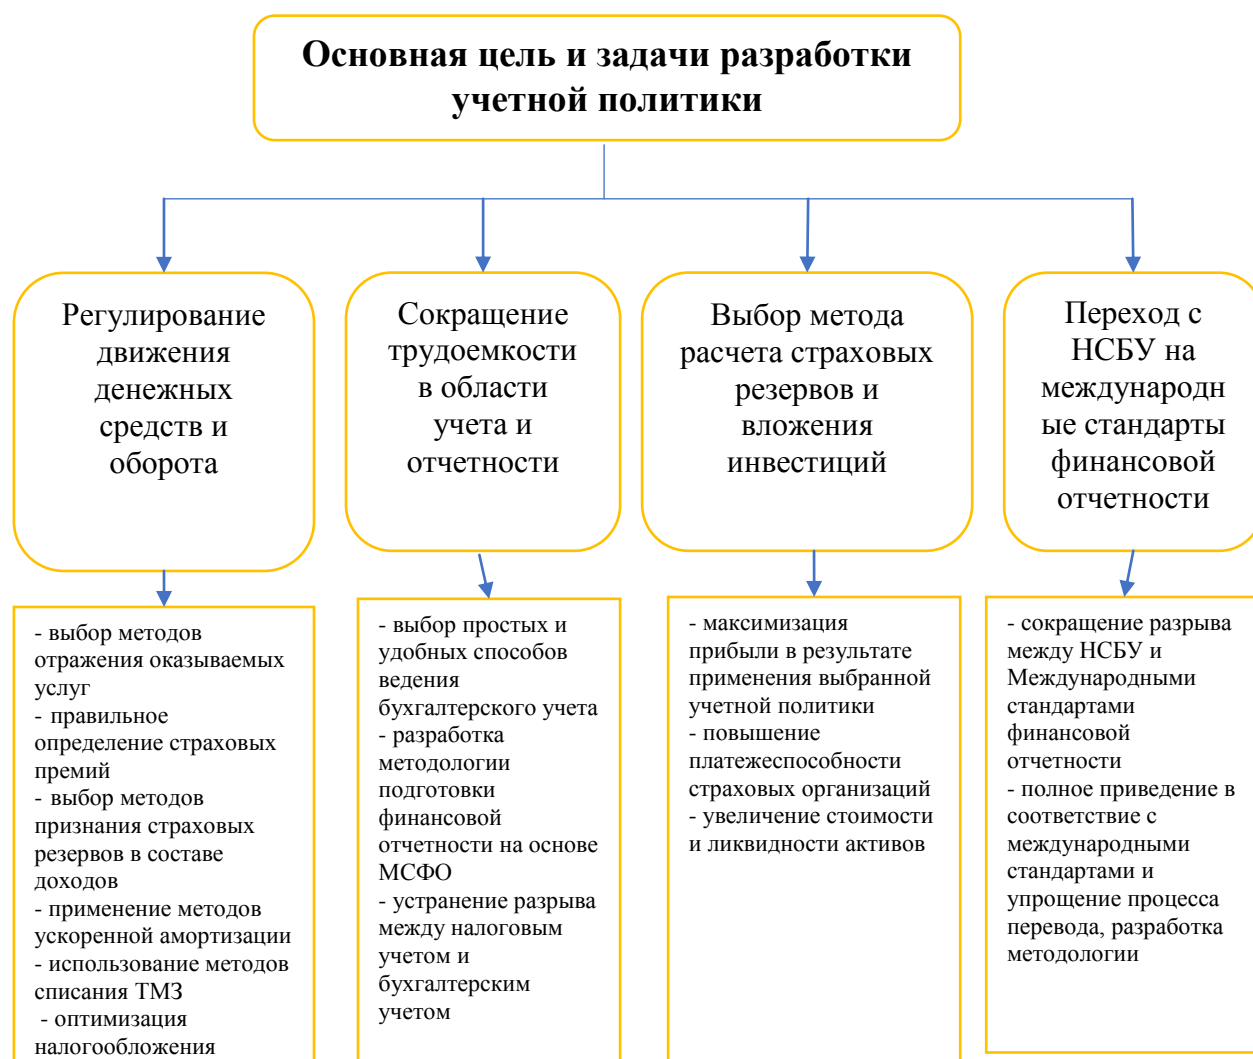 Основная цель и задачи разработки
учетной политики
Регулирование
движения
денежных
средств и
оборота
Сокращение
трудоемкости
в области
учета и
отчетности
Выбор метода
расчета страховых
резервов и
вложения
инвестиций
Переход с
НСБУ на
международн
ые стандарты
финансовой
отчетности
- выбор методов
отражения оказываемых
услуг
- правильное
определение страховых
премий
- выбор методов
признания страховых
резервов в составе
доходов
- применение методов
ускоренной амортизации
- использование методов
списания ТМЗ
- оптимизация
налогообложения
- выбор простых и
удобных способов
ведения
бухгалтерского учета
- разработка
методологии
подготовки
финансовой
отчетности на основе
МСФО
- устранение разрыва
между налоговым
учетом и
бухгалтерским
учетом
- максимизация
прибыли в результате
применения выбранной
учетной политики
- повышение
платежеспособности
страховых организаций
- увеличение стоимости
и ликвидности активов
- сокращение разрыва
между НСБУ и
Международными
стандартами
финансовой
отчетности
- полное приведение в
соответствие с
международными
стандартами и
упрощение процесса
перевода, разработка
методологии